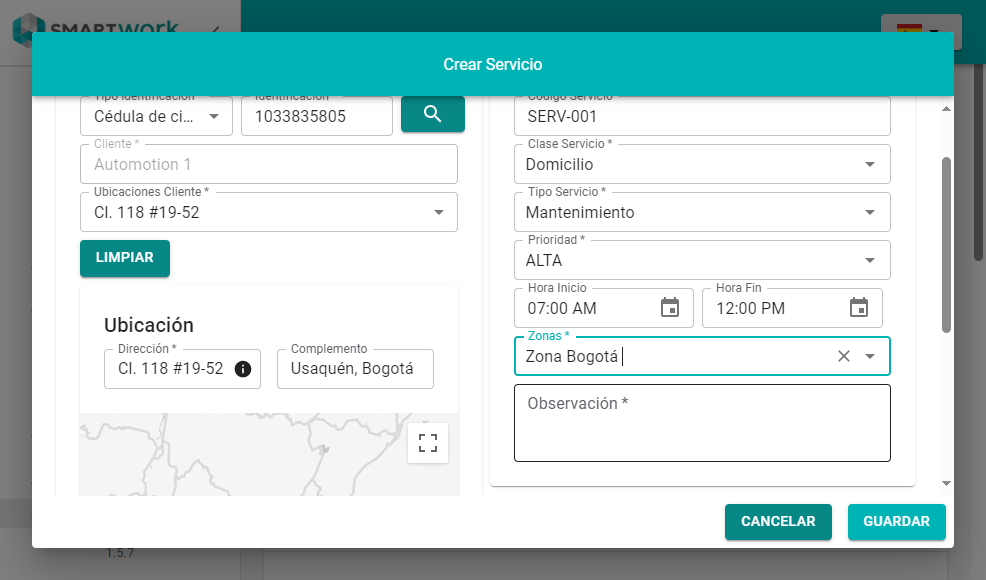 SMARTWORK
Crear Servicio
Tipo Identificación
Cédula de ci...
Identificación
1033835805
Cliente *
Automotion 1
Ubicaciones Cliente *
Cl. 118 #19-52
LIMPIAR
Ubicación
Dirección *
Cl. 118 #19-52
Complemento
Usaquén, Bogotá
Código Servicio
SERV-001
Clase Servicio *
Domicilio
Tipo Servicio *
Mantenimiento
Prioridad *
ALTA
Hora Inicio
07:00 AM
Hora Fin
12:00 PM
Zonas *
Zona Bogotá
Observación *
CANCELAR
GUARDAR
1.5.7